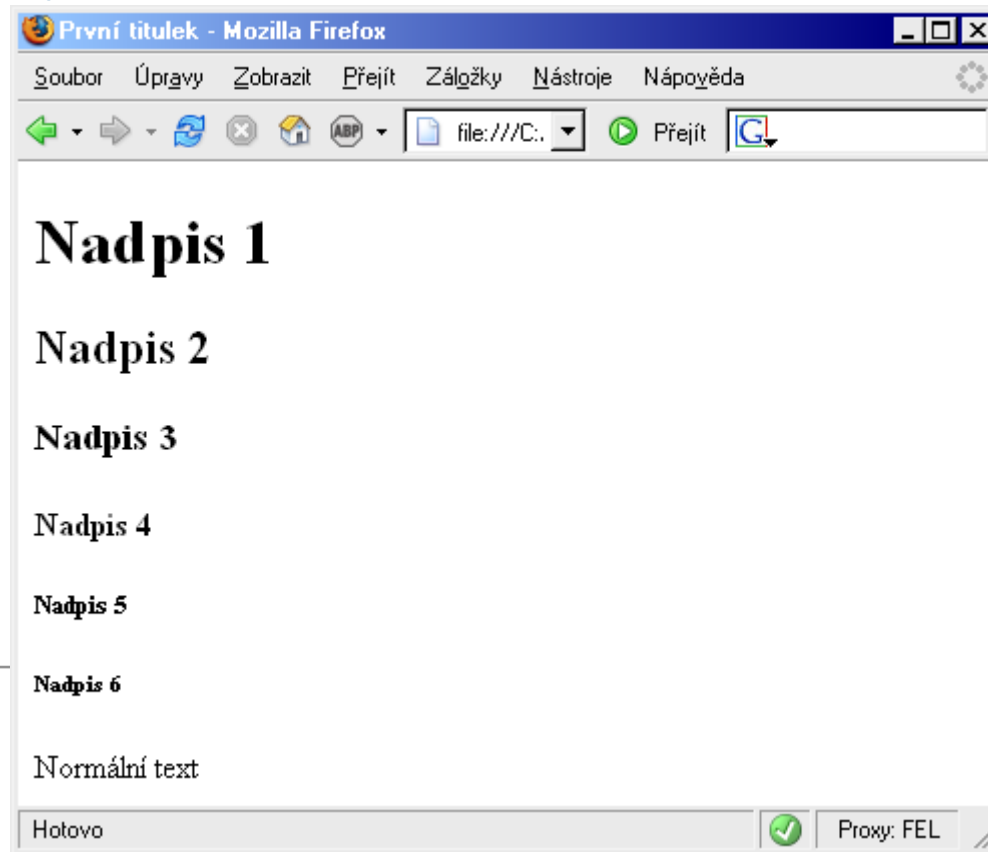 První titulek - Mozilla Firefox
Soubor Úpravy Zobrazit Přejít Záložky Nástroje Nápověda
ABP file:///C:. Přejít G
Nadpis 1
Nadpis 2
Nadpis 3
Nadpis 4
Nadpis 5
Nadpis 6
Normální text
Hotovo Proxy: FEL